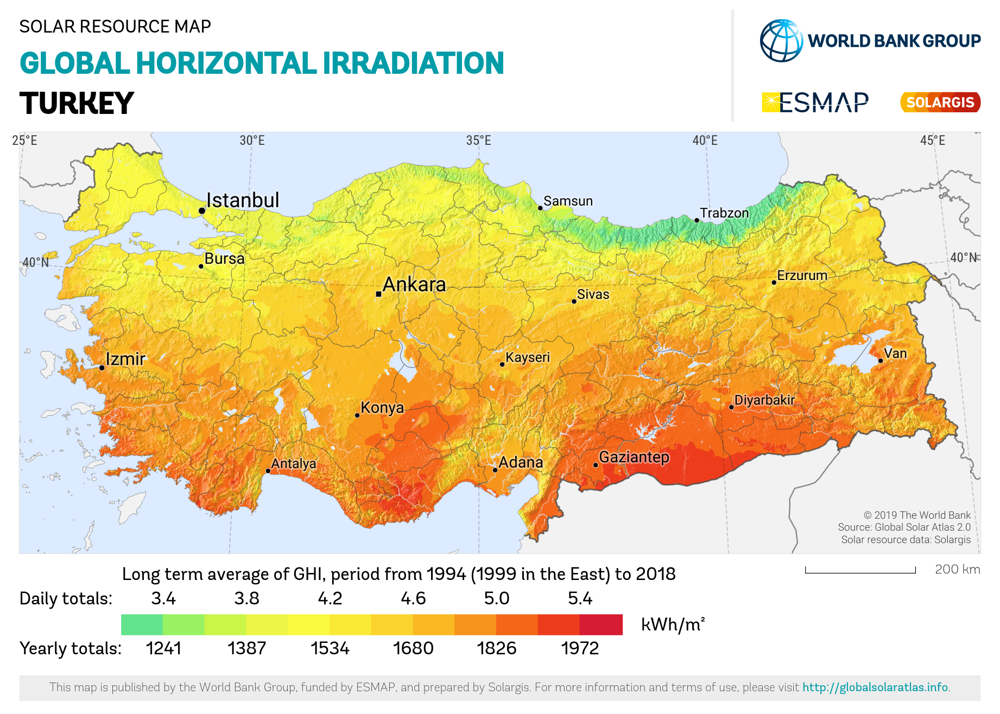 SOLAR RESOURCE MAP
GLOBAL HORIZONTAL IRRADIATION
TURKEY
WORLD BANK GROUP
ESMAP
SOLARGIS
25°E
30°E
35°E
40°E
45°E
Istanbul
Samsun
Trabzon
Bursa
40°N
40°N
Ankara
Erzurum
Sivas
Izmir
Kayseri
Van
Konya
Diyarbakir
Antalya
Adana
Gaziantep
© 2019 The World Bank
Source: Global Solar Atlas 2.0
Solar resource data: Solargis
Long term average of GHI, period from 1994 (1999 in the East) to 2018
200 km
Daily totals: 3.4 3.8 4.2 4.6 5.0 5.4
kWh/m²
Yearly totals: 1241 1387 1534 1680 1826 1972
This map is published by the World Bank Group, funded by ESMAP, and prepared by Solargis. For more information and terms of use, please visit http://globalsolaratlas.info.